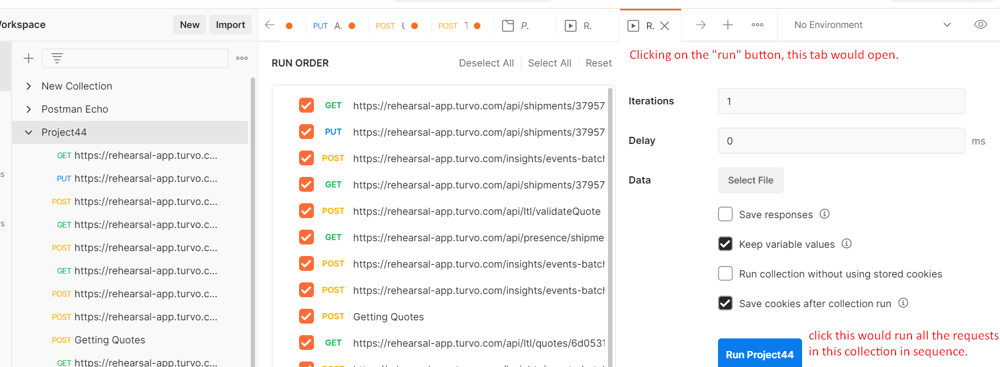 orkspace
New
Import
PUT A.
POST
POST
P.
R.
R.
No Environment
New Collection
Postman Echo
Project44
GET https://rehearsal-app.turvo.c...
PUT https://rehearsal-app.turvo.c...
POST https://rehearsal-app.turvo.c...
GET https://rehearsal-app.turvo.c...
POST https://rehearsal-app.turvo.c...
GET https://rehearsal-app.turvo.c...
POST https://rehearsal-app.turvo.c...
POST https://rehearsal-app.turvo.c...
POST Getting Quotes
GET https://rehearsal-app.turvo.c...
s
rs
RUN ORDER
Deselect All
Select All
Reset
GET https://rehearsal-app.turvo.com/api/shipments/37957
PUT https://rehearsal-app.turvo.com/api/shipments/37957
POST https://rehearsal-app.turvo.com/insights/events-batch
GET https://rehearsal-app.turvo.com/api/shipments/37957
POST https://rehearsal-app.turvo.com/api/ltl/validateQuote
GET https://rehearsal-app.turvo.com/api/presence/shipme
POST https://rehearsal-app.turvo.com/insights/events-batch
POST https://rehearsal-app.turvo.com/insights/events-batch
POST Getting Quotes
GET https://rehearsal-app.turvo.com/api/ltl/quotes/6d0531
Clicking on the "run" button, this tab would open.
Iterations
1
Delay
0
ms
Data
Select File
Save responses
Keep variable values
Run collection without using stored cookies
Save cookies after collection run
Run Project44
click this would run all the requests
in this collection in sequence.